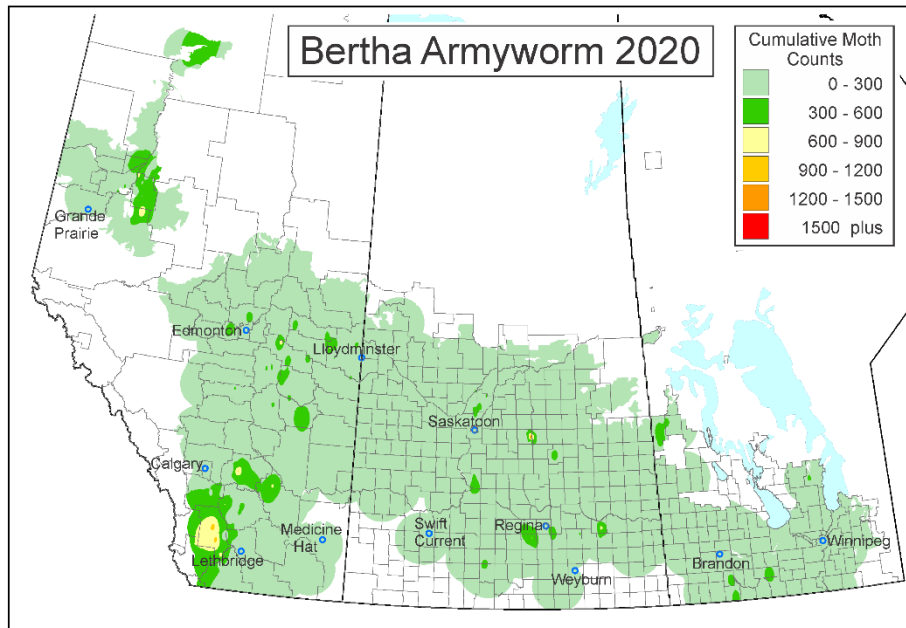 Bertha Armyworm 2020
Cumulative Moth
Counts
0 - 300
300 - 600
600 - 900
900 - 1200
1200 - 1500
1500 plus
Grande
Prairie
Edmonton
Lloydminster
Saskatoon
Calgary
Medicine
Hat
Lethbridge
Swift
Current
Regina
Weyburn
Brandon
Winnipeg